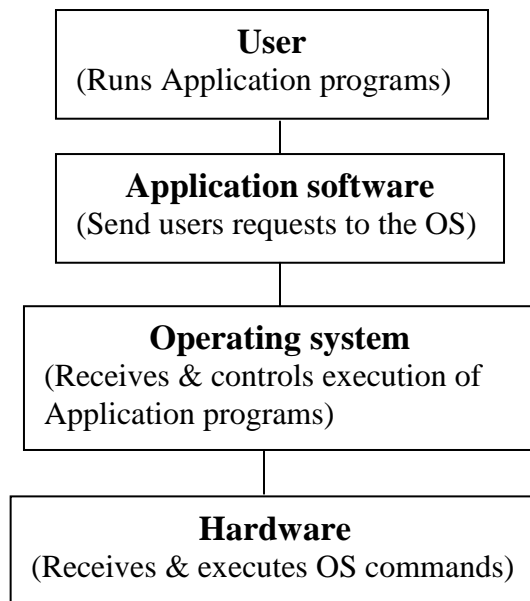 User
(Runs Application programs)
Application software
(Send users requests to the OS)
Operating system
(Receives & controls execution of
Application programs)
Hardware
(Receives & executes OS commands)